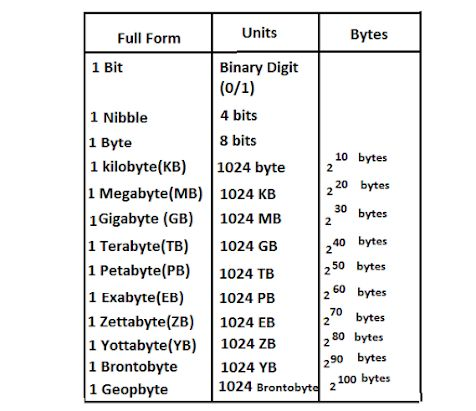 Full Form Units Bytes
1 Bit Binary Digit
(0/1)
1 Nibble 4 bits
1 Byte 8 bits
1 kilobyte(KB) 1024 byte 2^10 bytes
1 Megabyte(MB) 1024 KB 2^20 bytes
1Gigabyte (GB) 1024 MB 2^30 bytes
1 Terabyte(TB) 1024 GB 2^40 bytes
1 Petabyte(PB) 1024 TB 2^50 bytes
1 Exabyte(EB) 1024 PB 2^60 bytes
1 Zettabyte(ZB) 1024 EB 2^70 bytes
1 Yottabyte(YB) 1024 ZB 2^80 bytes
1 Brontobyte 1024 YB 2^90 bytes
1 Geopbyte 1024 Brontobyte 2^100 bytes